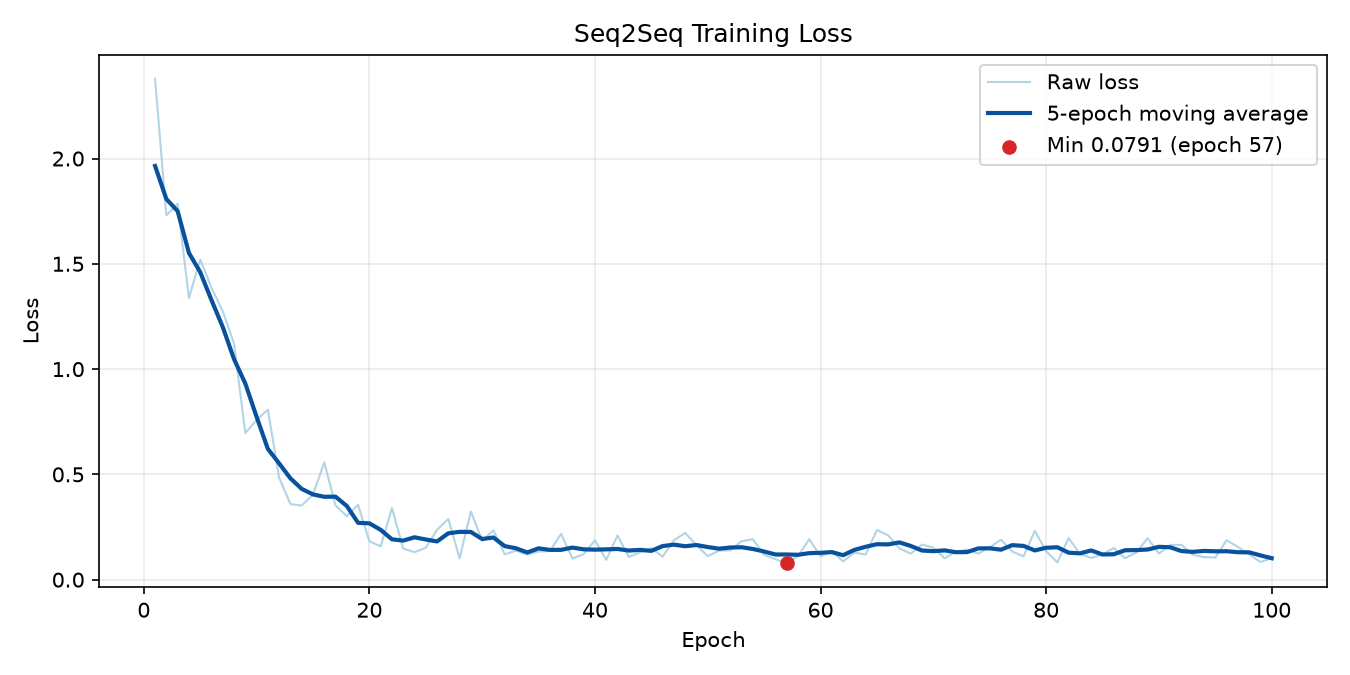 Seq2Seq Training Loss
Raw loss
5-epoch moving average
Min 0.0791 (epoch 57)
Loss
2.0
1.5
1.0
0.5
0.0
0 20 40 60 80 100
Epoch